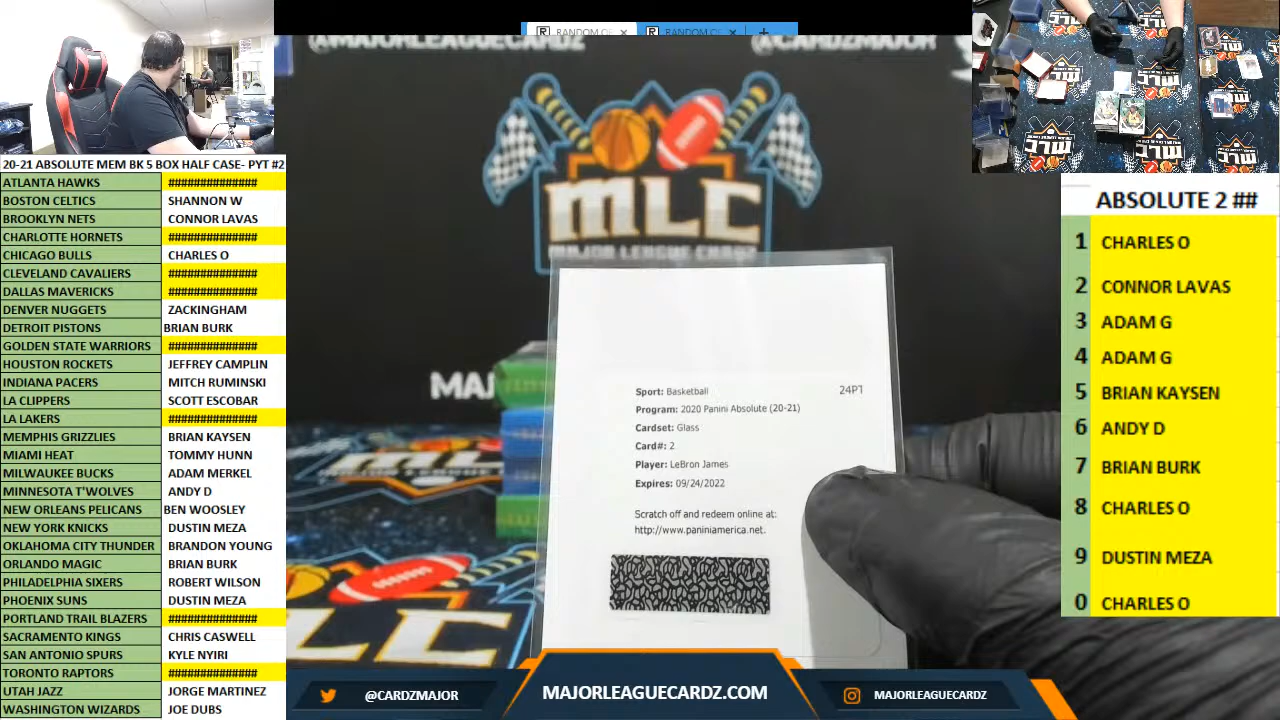 RANDOM
@MAJORLEAGUECARDZ
@CARDZMAJOR
MLC
MAJOR LEAGUE CARDZ
20-21 ABSOLUTE MEM BK 5 BOX HALF CASE- PYT #2
ATLANTA HAWKS ##############
BOSTON CELTICS SHANNON W
BROOKLYN NETS CONNOR LAVAS
CHARLOTTE HORNETS ##############
CHICAGO BULLS CHARLES O
CLEVELAND CAVALIERS ##############
DALLAS MAVERICKS ##############
DENVER NUGGETS ZACKINGHAM
DETROIT PISTONS BRIAN BURK
GOLDEN STATE WARRIORS ##############
HOUSTON ROCKETS JEFFREY CAMPLIN
INDIANA PACERS MITCH RUMINSKI
LA CLIPPERS SCOTT ESCOBAR
LA LAKERS ##############
MEMPHIS GRIZZLIES BRIAN KAYSEN
MIAMI HEAT TOMMY HUNN
MILWAUKEE BUCKS ADAM MERKEL
MINNESOTA T'WOLVES ANDY D
NEW ORLEANS PELICANS BEN WOOSLEY
NEW YORK KNICKS DUSTIN MEZA
OKLAHOMA CITY THUNDER BRANDON YOUNG
ORLANDO MAGIC BRIAN BURK
PHILADELPHIA SIXERS ROBERT WILSON
PHOENIX SUNS DUSTIN MEZA
PORTLAND TRAIL BLAZERS ##############
SACRAMENTO KINGS CHRIS CASWELL
SAN ANTONIO SPURS KYLE NYIRI
TORONTO RAPTORS ##############
UTAH JAZZ JORGE MARTINEZ
WASHINGTON WIZARDS JOE DUBS
Sport: Basketball 24PT
Program: 2020 Panini Absolute (20-21)
Cardset: Glass
Card#: 2
Player: LeBron James
Expires: 09/24/2022
Scratch off and redeem online at:
http://www.paniniamerica.net.
ABSOLUTE 2 ##
1 CHARLES O
2 CONNOR LAVAS
3 ADAM G
4 ADAM G
5 BRIAN KAYSEN
6 ANDY D
7 BRIAN BURK
8 CHARLES O
9 DUSTIN MEZA
0 CHARLES O
@CARDZMAJOR
MAJORLEAGUECARDZ.COM
MAJORLEAGUECARDZ